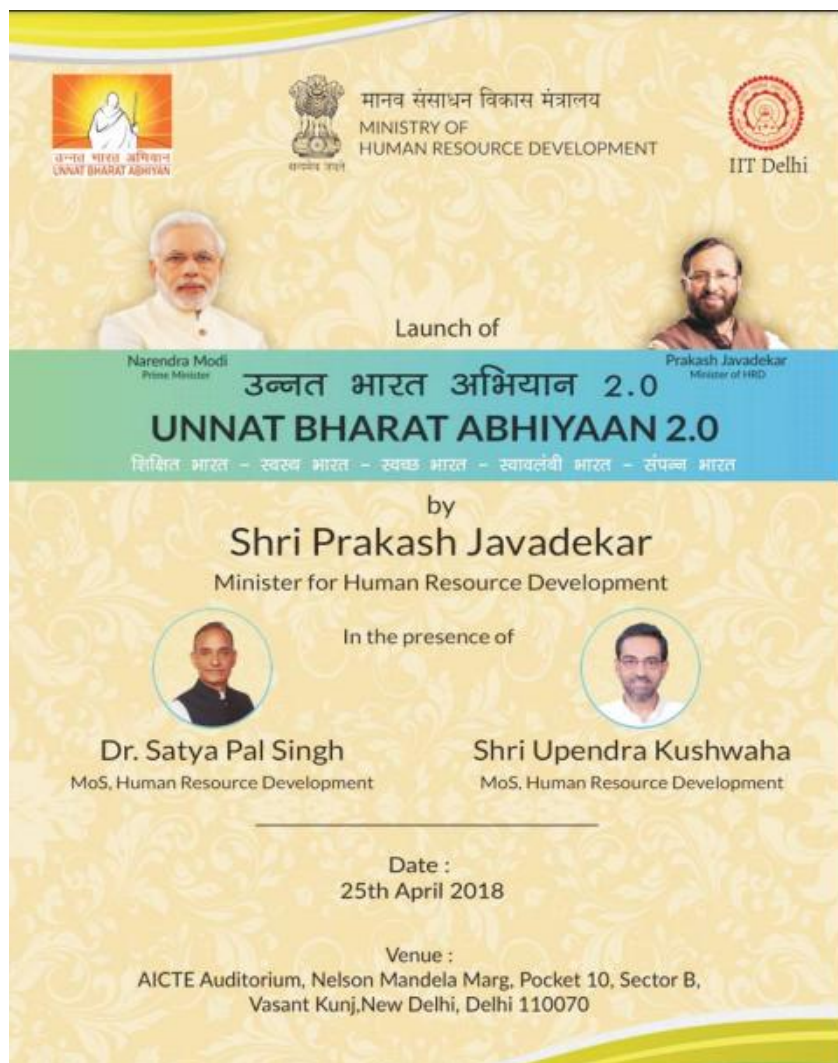 उन्नत भारत अभियान
UNNAT BHARAT ABHIYAN
सत्यमेव जयते
मानव संसाधन विकास मंत्रालय
MINISTRY OF
HUMAN RESOURCE DEVELOPMENT
IIT Delhi
Launch of
Narendra Modi
Prime Minister
Prakash Javadekar
Minister of HRD
उन्नत भारत अभियान 2.0
UNNAT BHARAT ABHIYAAN 2.0
शिक्षित भारत - स्वस्थ भारत - स्वच्छ भारत - स्वावलंबी भारत - संपन्न भारत
by
Shri Prakash Javadekar
Minister for Human Resource Development
In the presence of
Dr. Satya Pal Singh
MoS, Human Resource Development
Shri Upendra Kushwaha
MoS, Human Resource Development
Date :
25th April 2018
Venue :
AICTE Auditorium, Nelson Mandela Marg, Pocket 10, Sector B,
Vasant Kunj,New Delhi, Delhi 110070